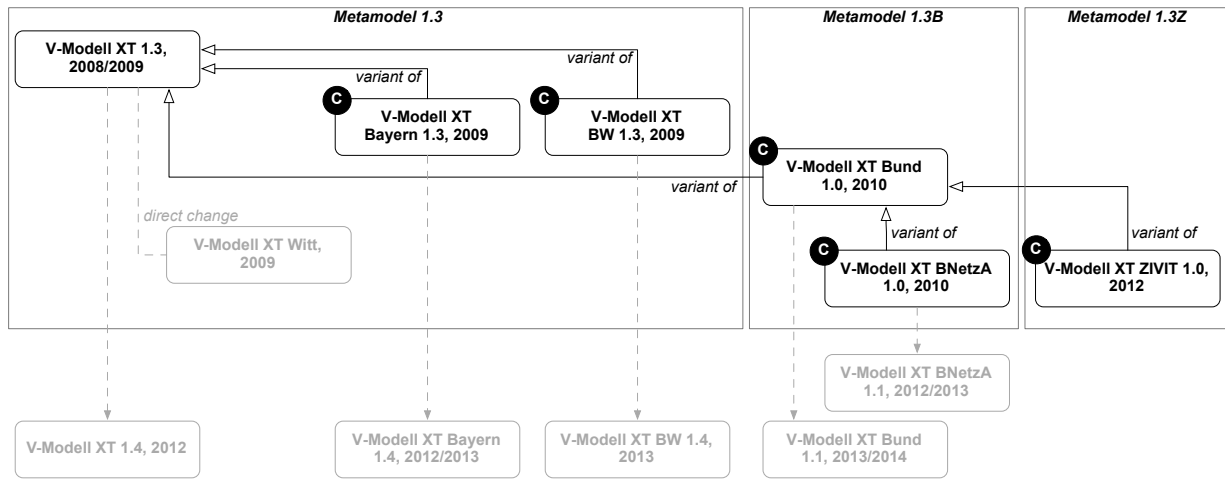 Metamodel 1.3
Metamodel 1.3B
Metamodel 1.3Z
V-Modell XT 1.3,
2008/2009
variant of
variant of
C
V-Modell XT
Bayern 1.3, 2009
C
V-Modell XT
BW 1.3, 2009
C
V-Modell XT Bund
1.0, 2010
variant of
direct change
V-Modell XT Witt,
2009
variant of
variant of
C
V-Modell XT BNetzA
1.0, 2010
C
V-Modell XT ZIVIT 1.0,
2012
V-Modell XT BNetzA
1.1, 2012/2013
V-Modell XT 1.4, 2012
V-Modell XT Bayern
1.4, 2012/2013
V-Modell XT BW 1.4,
2013
V-Modell XT Bund
1.1, 2013/2014